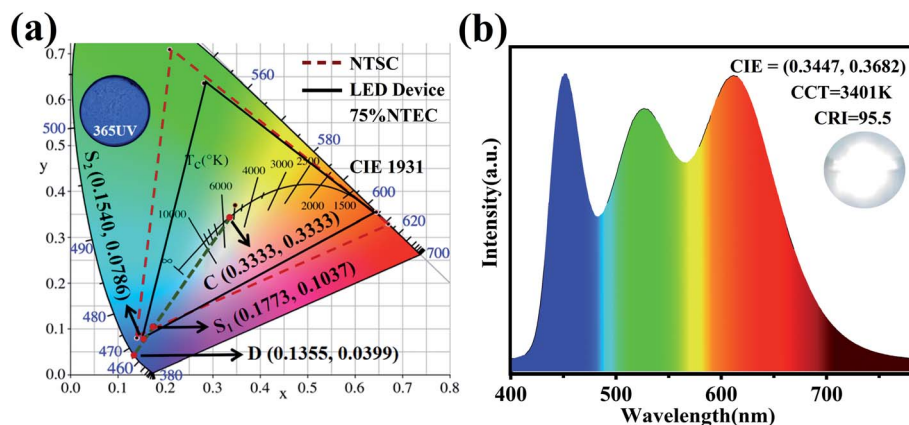 (a)
0.7
0.6
0.5
y
0.4
0.3
0.2
0.1
0.0
0.0 0.1 0.2 0.3 0.4 0.5 0.6 0.7 0.8
x
NTSC
LED Device
75%NTEC
CIE 1931
365UV
560
580
600
620
700
500
490
480
470
460
380
Tc(°K)
∞
10000
6000
4000
3000
2500
2000
1500
S2 (0.1540, 0.0786)
C (0.3333, 0.3333)
S1 (0.1773, 0.1037)
D (0.1355, 0.0399)
(b)
CIE = (0.3447, 0.3682)
CCT=3401K
CRI=95.5
Intensity(a.u.)
400 500 600 700
Wavelength(nm)